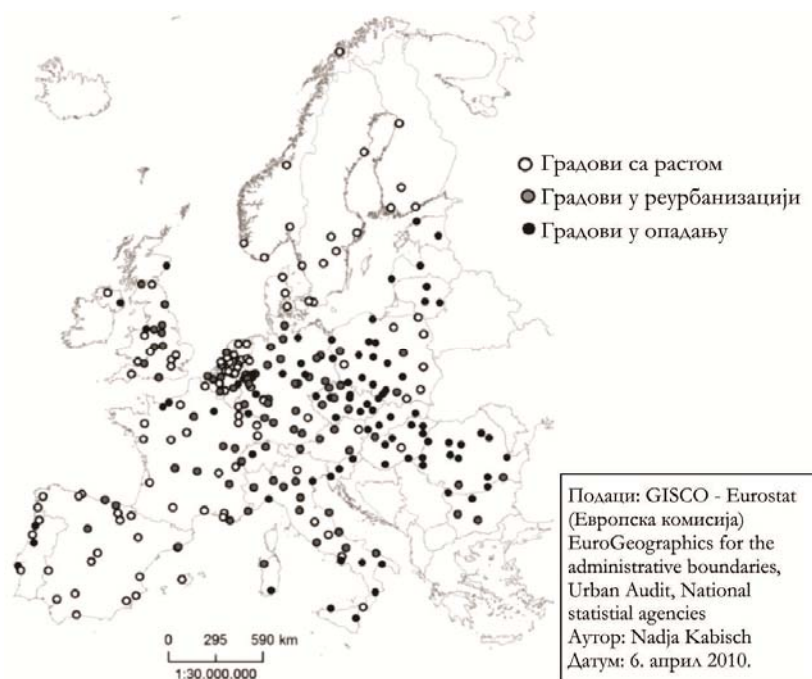 Градови са растом
Градови у реурбанизацији
Градови у опадању
Подаци: GISCO - Eurostat
(Европска комисија)
EuroGeographics for the
administrative boundaries,
Urban Audit, National
statistial agencies
Аутор: Nadja Kabisch
Датум: 6. април 2010.
0 295 590 km
1:30.000.000